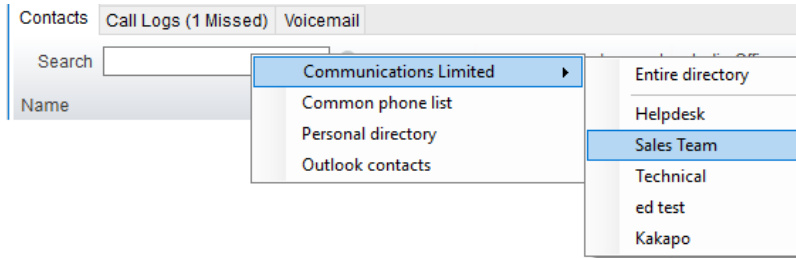 Contacts Call Logs (1 Missed) Voicemail
Search
Name
Communications Limited
Common phone list
Personal directory
Outlook contacts
Entire directory
Helpdesk
Sales Team
Technical
ed test
Kakapo